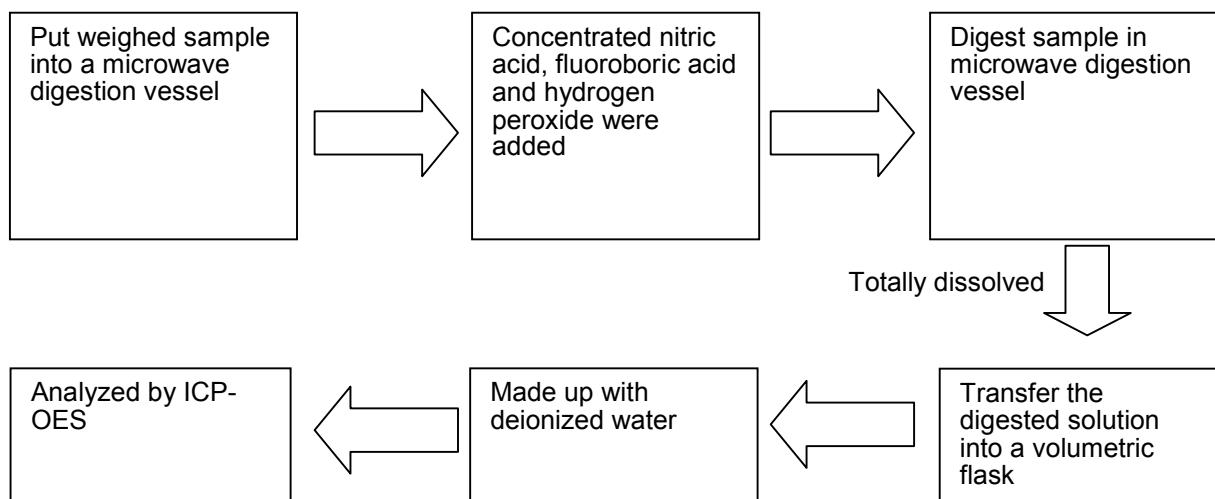 Put weighed sample
into a microwave
digestion vessel
Concentrated nitric
acid, fluoroboric acid
and hydrogen
peroxide were
added
Digest sample in
microwave digestion
vessel
Totally dissolved
Transfer the
digested solution
into a volumetric
flask
Made up with
deionized water
Analyzed by ICP-
OES